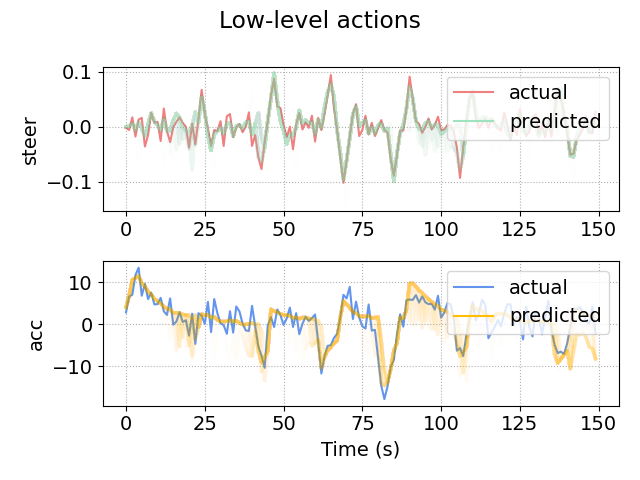 Low-level actions
0.1
0.0
−0.1
steer
actual
predicted
0 25 50 75 100 125 150
10
0
−10
acc
actual
predicted
0 25 50 75 100 125 150
Time (s)